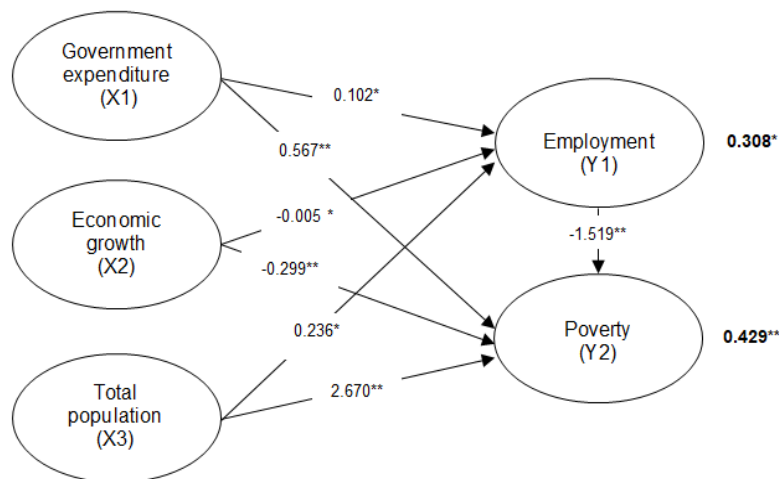 Government
expenditure
(X1)
0.102*
Employment
(Y1)
0.308*
0.567**
Economic
growth
(X2)
-0.005 *
-1.519**
-0.299**
Poverty
(Y2)
0.429**
0.236*
Total
population
(X3)
2.670**